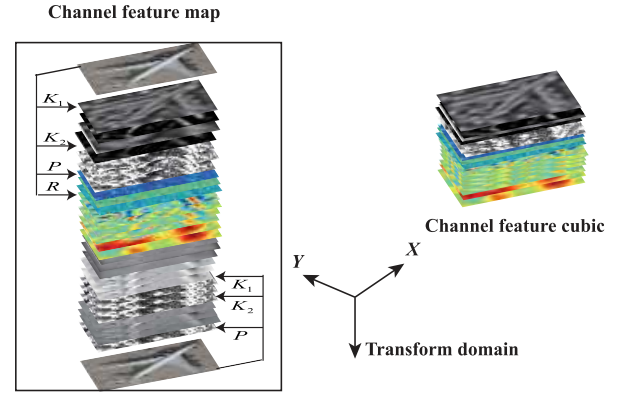 Channel feature map
K₁
K₂
P
R
K₁
K₂
P
Channel feature cubic
Y
X
Transform domain